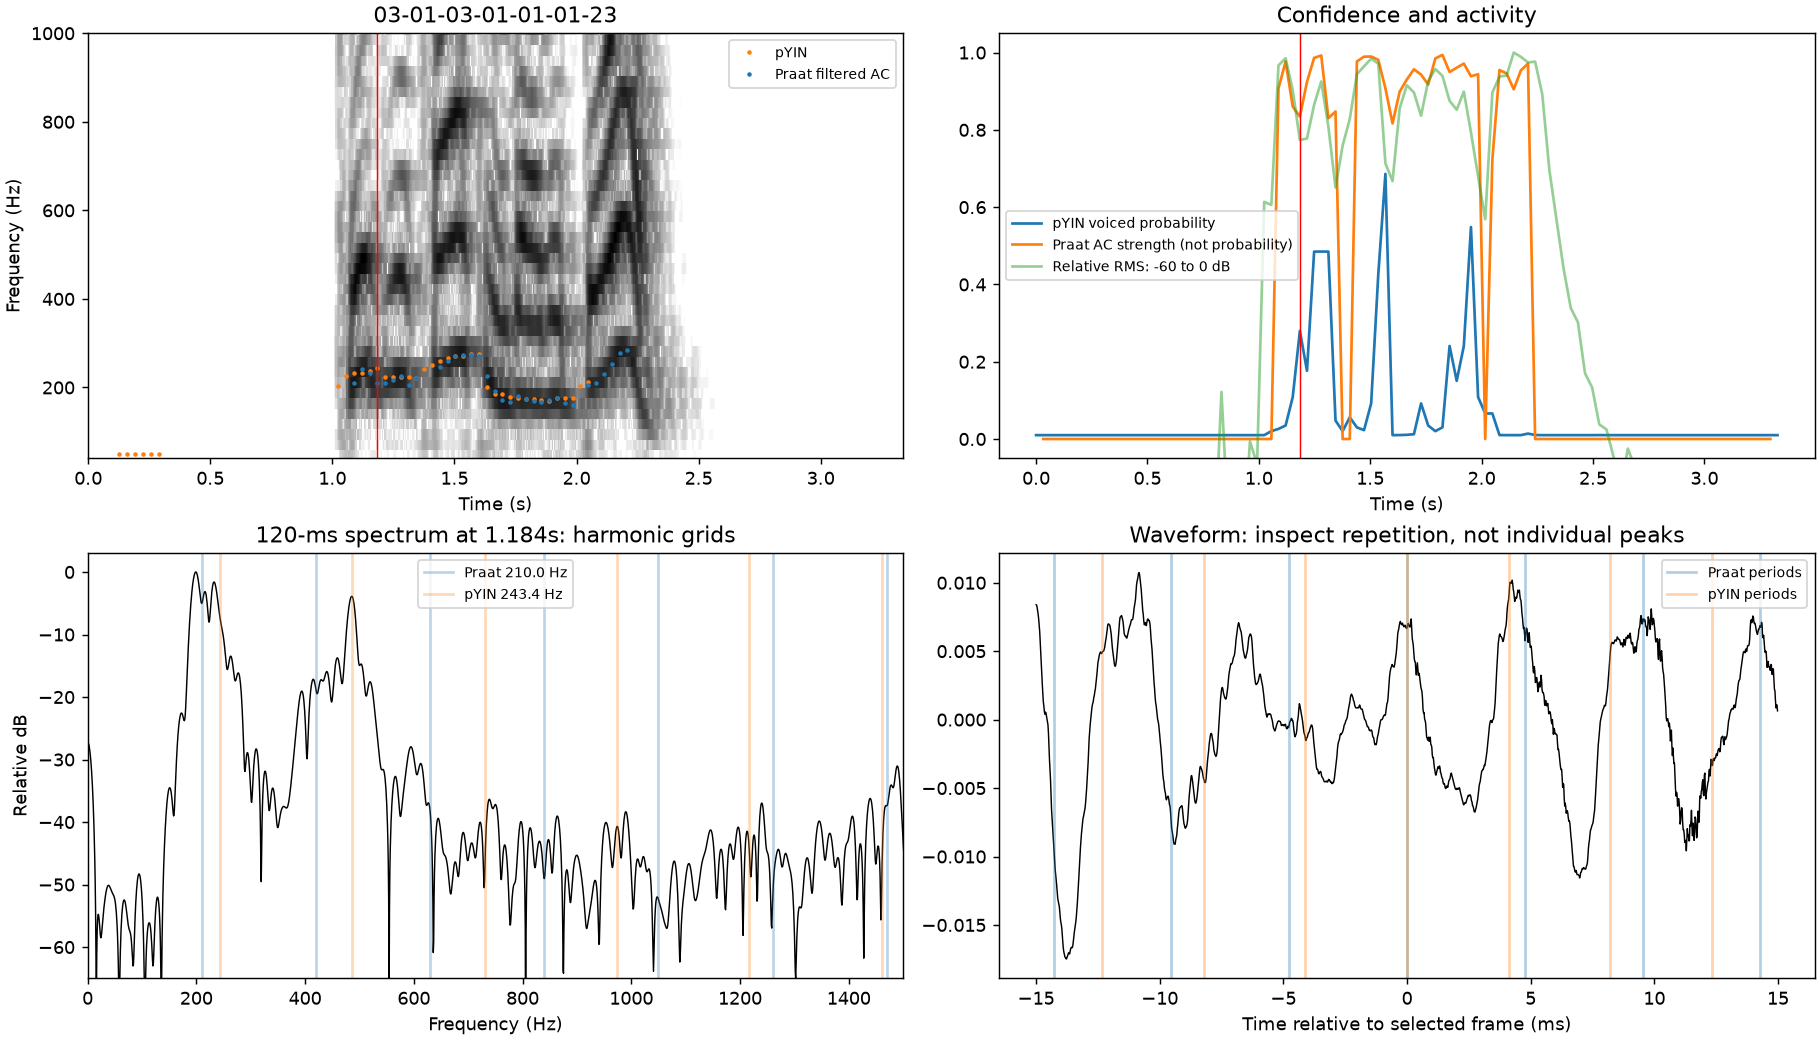 03-01-03-01-01-01-23
1000
800
600
400
200
Frequency (Hz)
pYIN
Praat filtered AC
0.0 0.5 1.0 1.5 2.0 2.5 3.0
Time (s)
Confidence and activity
1.0
0.8
0.6
0.4
0.2
0.0
pYIN voiced probability
Praat AC strength (not probability)
Relative RMS: -60 to 0 dB
0.0 0.5 1.0 1.5 2.0 2.5 3.0
Time (s)
120-ms spectrum at 1.184s: harmonic grids
0
−10
−20
−30
−40
−50
−60
Relative dB
Praat 210.0 Hz
pYIN 243.4 Hz
0 200 400 600 800 1000 1200 1400
Frequency (Hz)
Waveform: inspect repetition, not individual peaks
0.010
0.005
0.000
−0.005
−0.010
−0.015
Praat periods
pYIN periods
−15 −10 −5 0 5 10 15
Time relative to selected frame (ms)